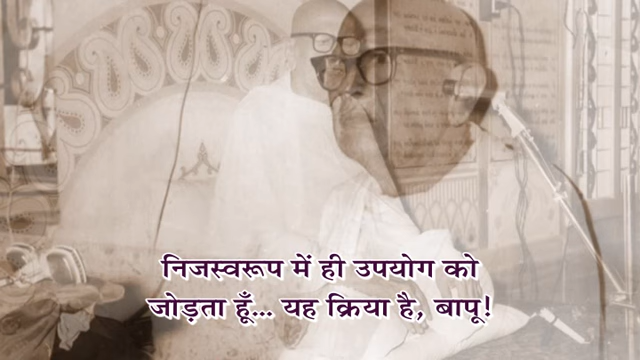 निजस्वरूप में ही उपयोग को
जोड़ता हूँ... यह क्रिया है, बापू!